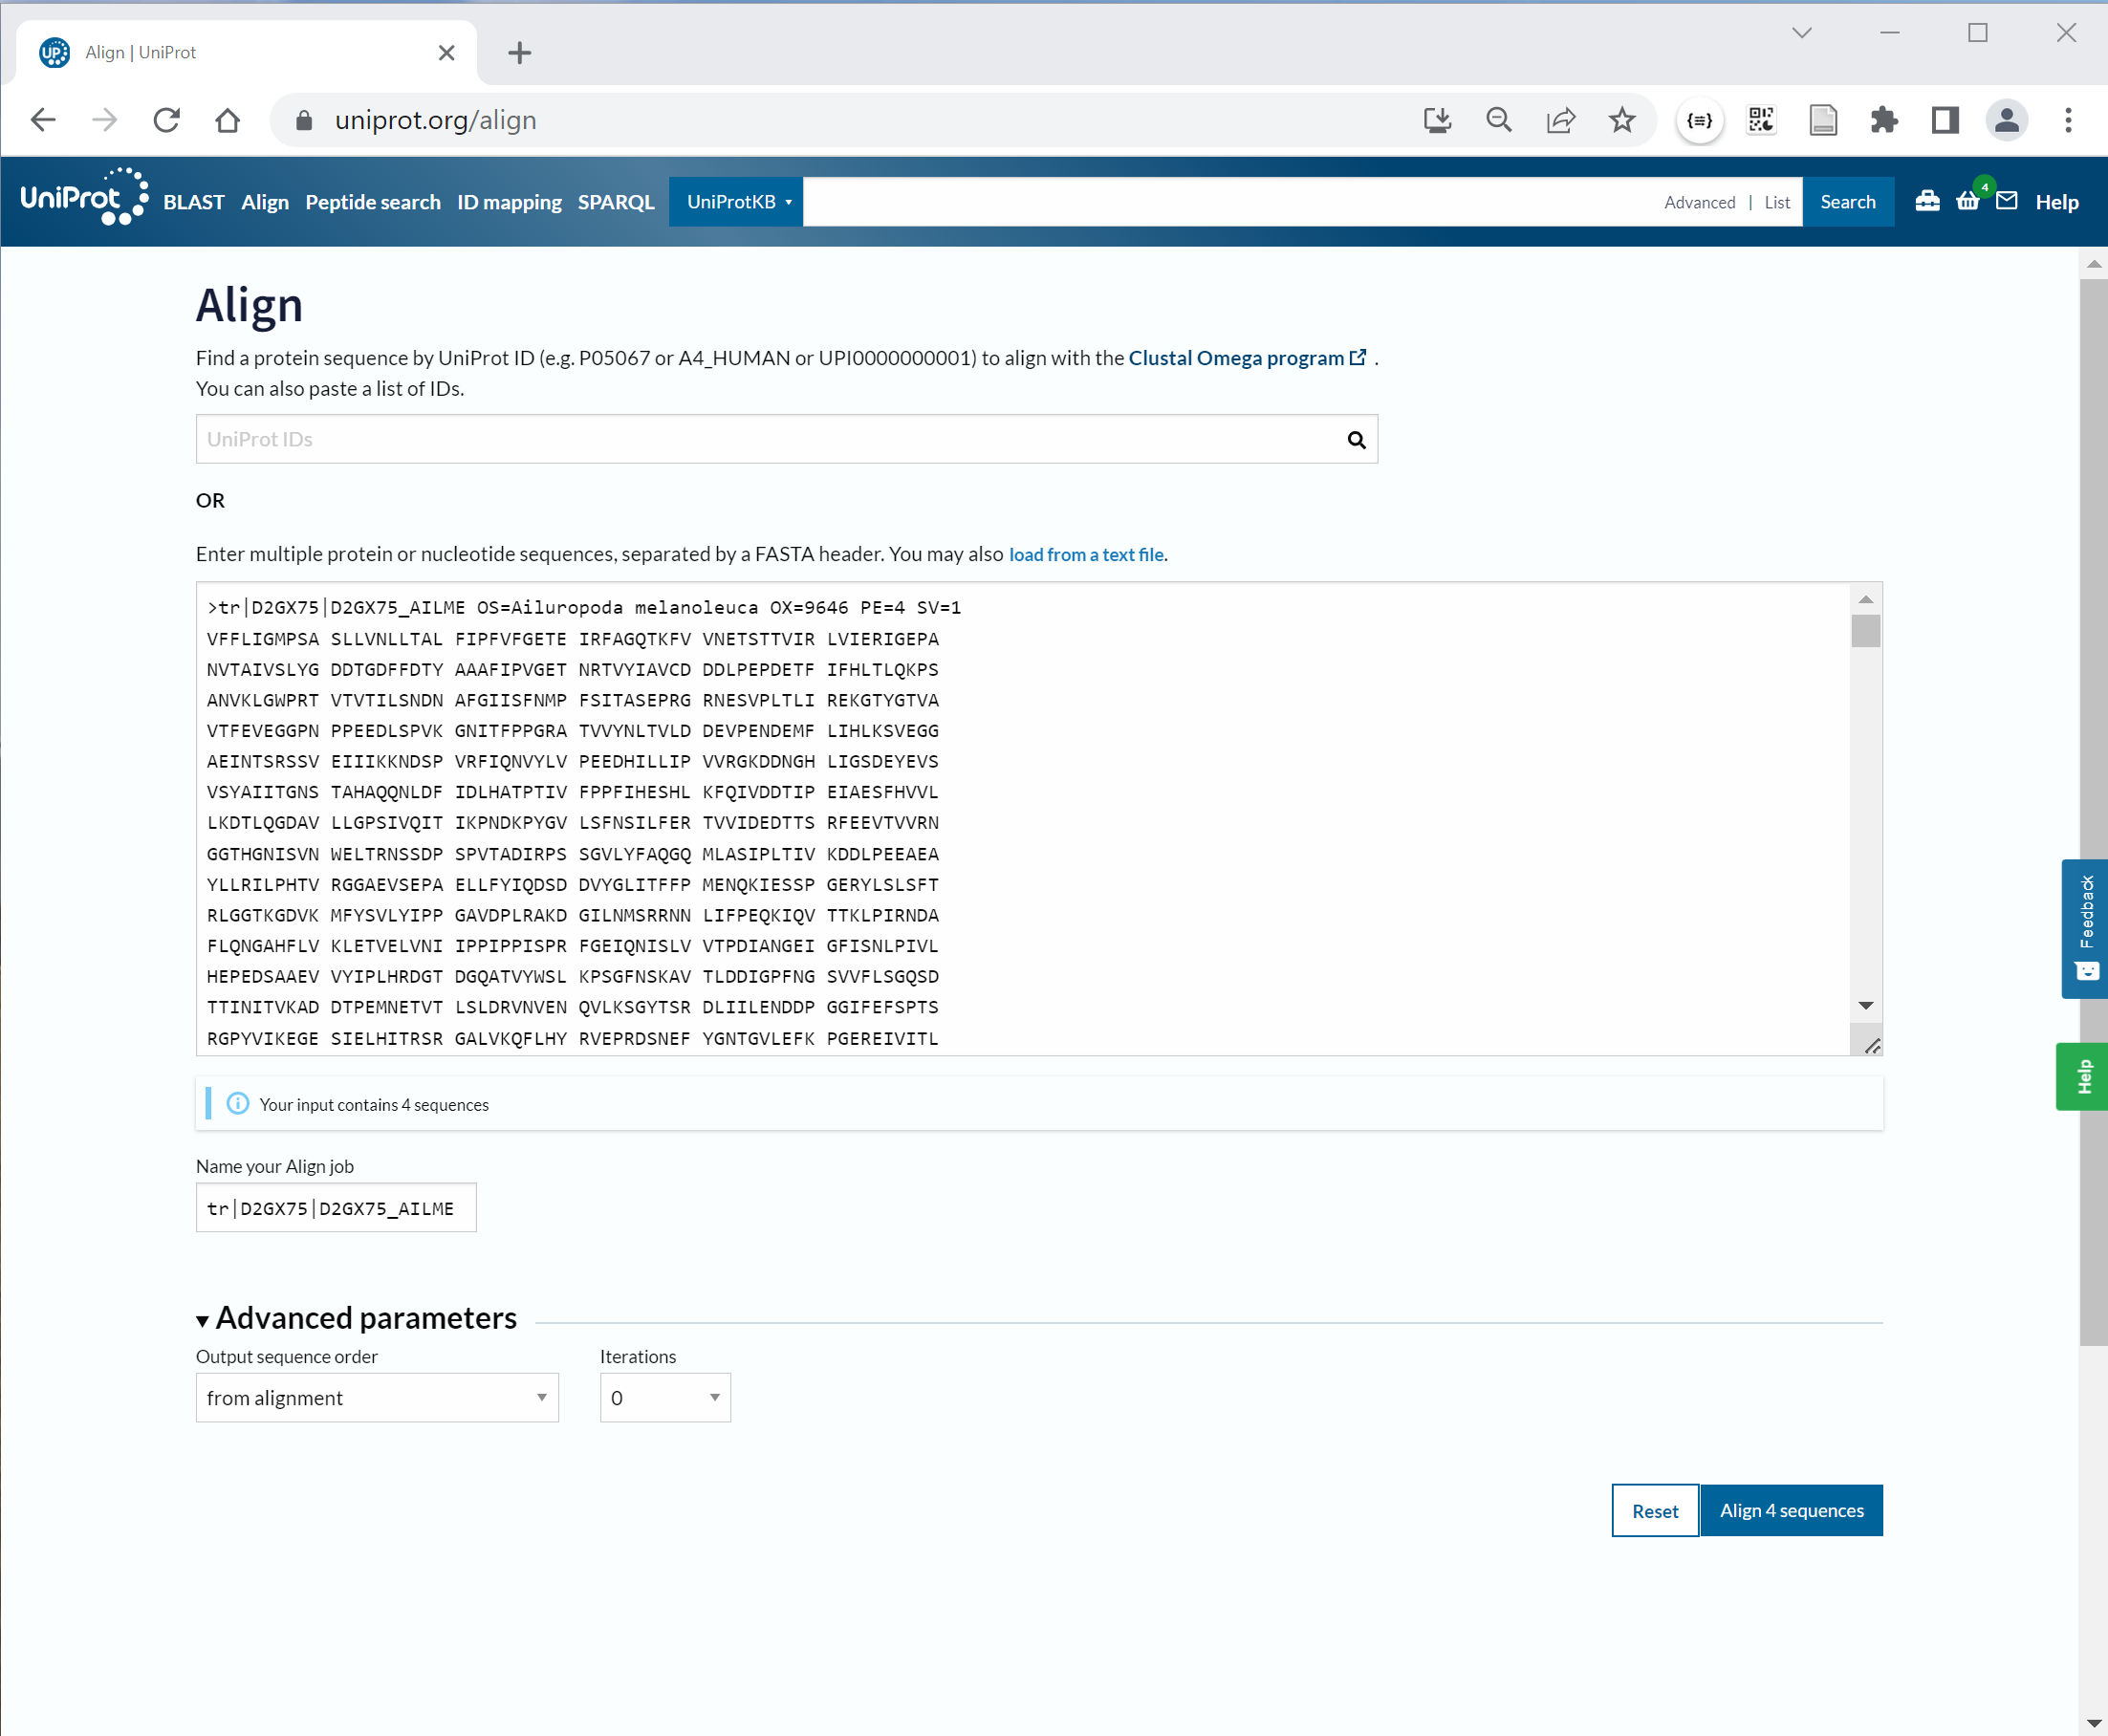 Align | UniProt
uniprot.org/align
UniProt BLAST Align Peptide search ID mapping SPARQL UniProtKB Advanced | List Search 4 Help
Align
Find a protein sequence by UniProt ID (e.g. P05067 or A4_HUMAN or UPI0000000001) to align with the Clustal Omega program .
You can also paste a list of IDs.
UniProt IDs
OR
Enter multiple protein or nucleotide sequences, separated by a FASTA header. You may also load from a text file.
>tr|D2GX75|D2GX75_AILME OS=Ailuropoda melanoleuca OX=9646 PE=4 SV=1
VFFLIGMPSA SLLVNLLTAL FIPFVFGETE IRFAGQTKFV VNETSTTVIR LVIERIGEPA
NVTAIVSLYG DDTGDFFDTY AAAFIPVGET NRTVYIAVCD DDLPEPDETF IFHLTLQKPS
ANVKLGWPRT VTVTILSNDN AFGIISFNMP FSITASEPRG RNESVPLTLI REKGTYGTVA
VTFEVEGGPN PPEEDLSPVK GNITFPPGRA TVVYNLTVLD DEVPENDEMF LIHLKSVEGG
AEINTSRSSV EIIIKKNDSP VRFIQNVYLV PEEDHILLIP VVRGKDDNGH LIGSDEYEVS
VSYAIITGNS TAHAQQNLDF IDLHATPTIV FPPFIHESHL KFQIVDDTIP EIAESFHVVL
LKDTLQGDAV LLGPSIVQIT IKPNDKPYGV LSFNSILFER TVVIDEDTTS RFEEVTVVRN
GGTHGNISVN WELTRNSSDP SPVTADIRPS SGVLYFAQGQ MLASIPLTIV KDDLPEEAEA
YLLRILPHTV RGGAEVSEPA ELLFYIQDSD DVYGLITFFP MENQKIESSP GERYLSLSFT
RLGGTKGDVK MFYSVLYIPP GAVDPLRAKD GILNMSRRNN LIFPEQKIQV TTKLPIRNDA
FLQNGAHFLV KLETVELVNI IPPIPPISPR FGEIQNISLV VTPDIANGEI GFISNLPIVL
HEPEDSAAEV VYIPLHRDGT DGQATVYWSL KPSGFNSKAV TLDDIGPFNG SVVFLSGQSD
TTINITVKAD DTPEMNETVT LSLDRVNVEN QVLKSGYTSR DLIILENDDP GGIFEFSPTS
RGPYVIKEGE SIELHITRSR GALVKQFLHY RVEPRDSNEF YGNTGVLEFK PGEREIVITL
Your input contains 4 sequences
Name your Align job
tr|D2GX75|D2GX75_AILME
Advanced parameters
Output sequence order Iterations
from alignment 0
Reset Align 4 sequences
Feedback
Help